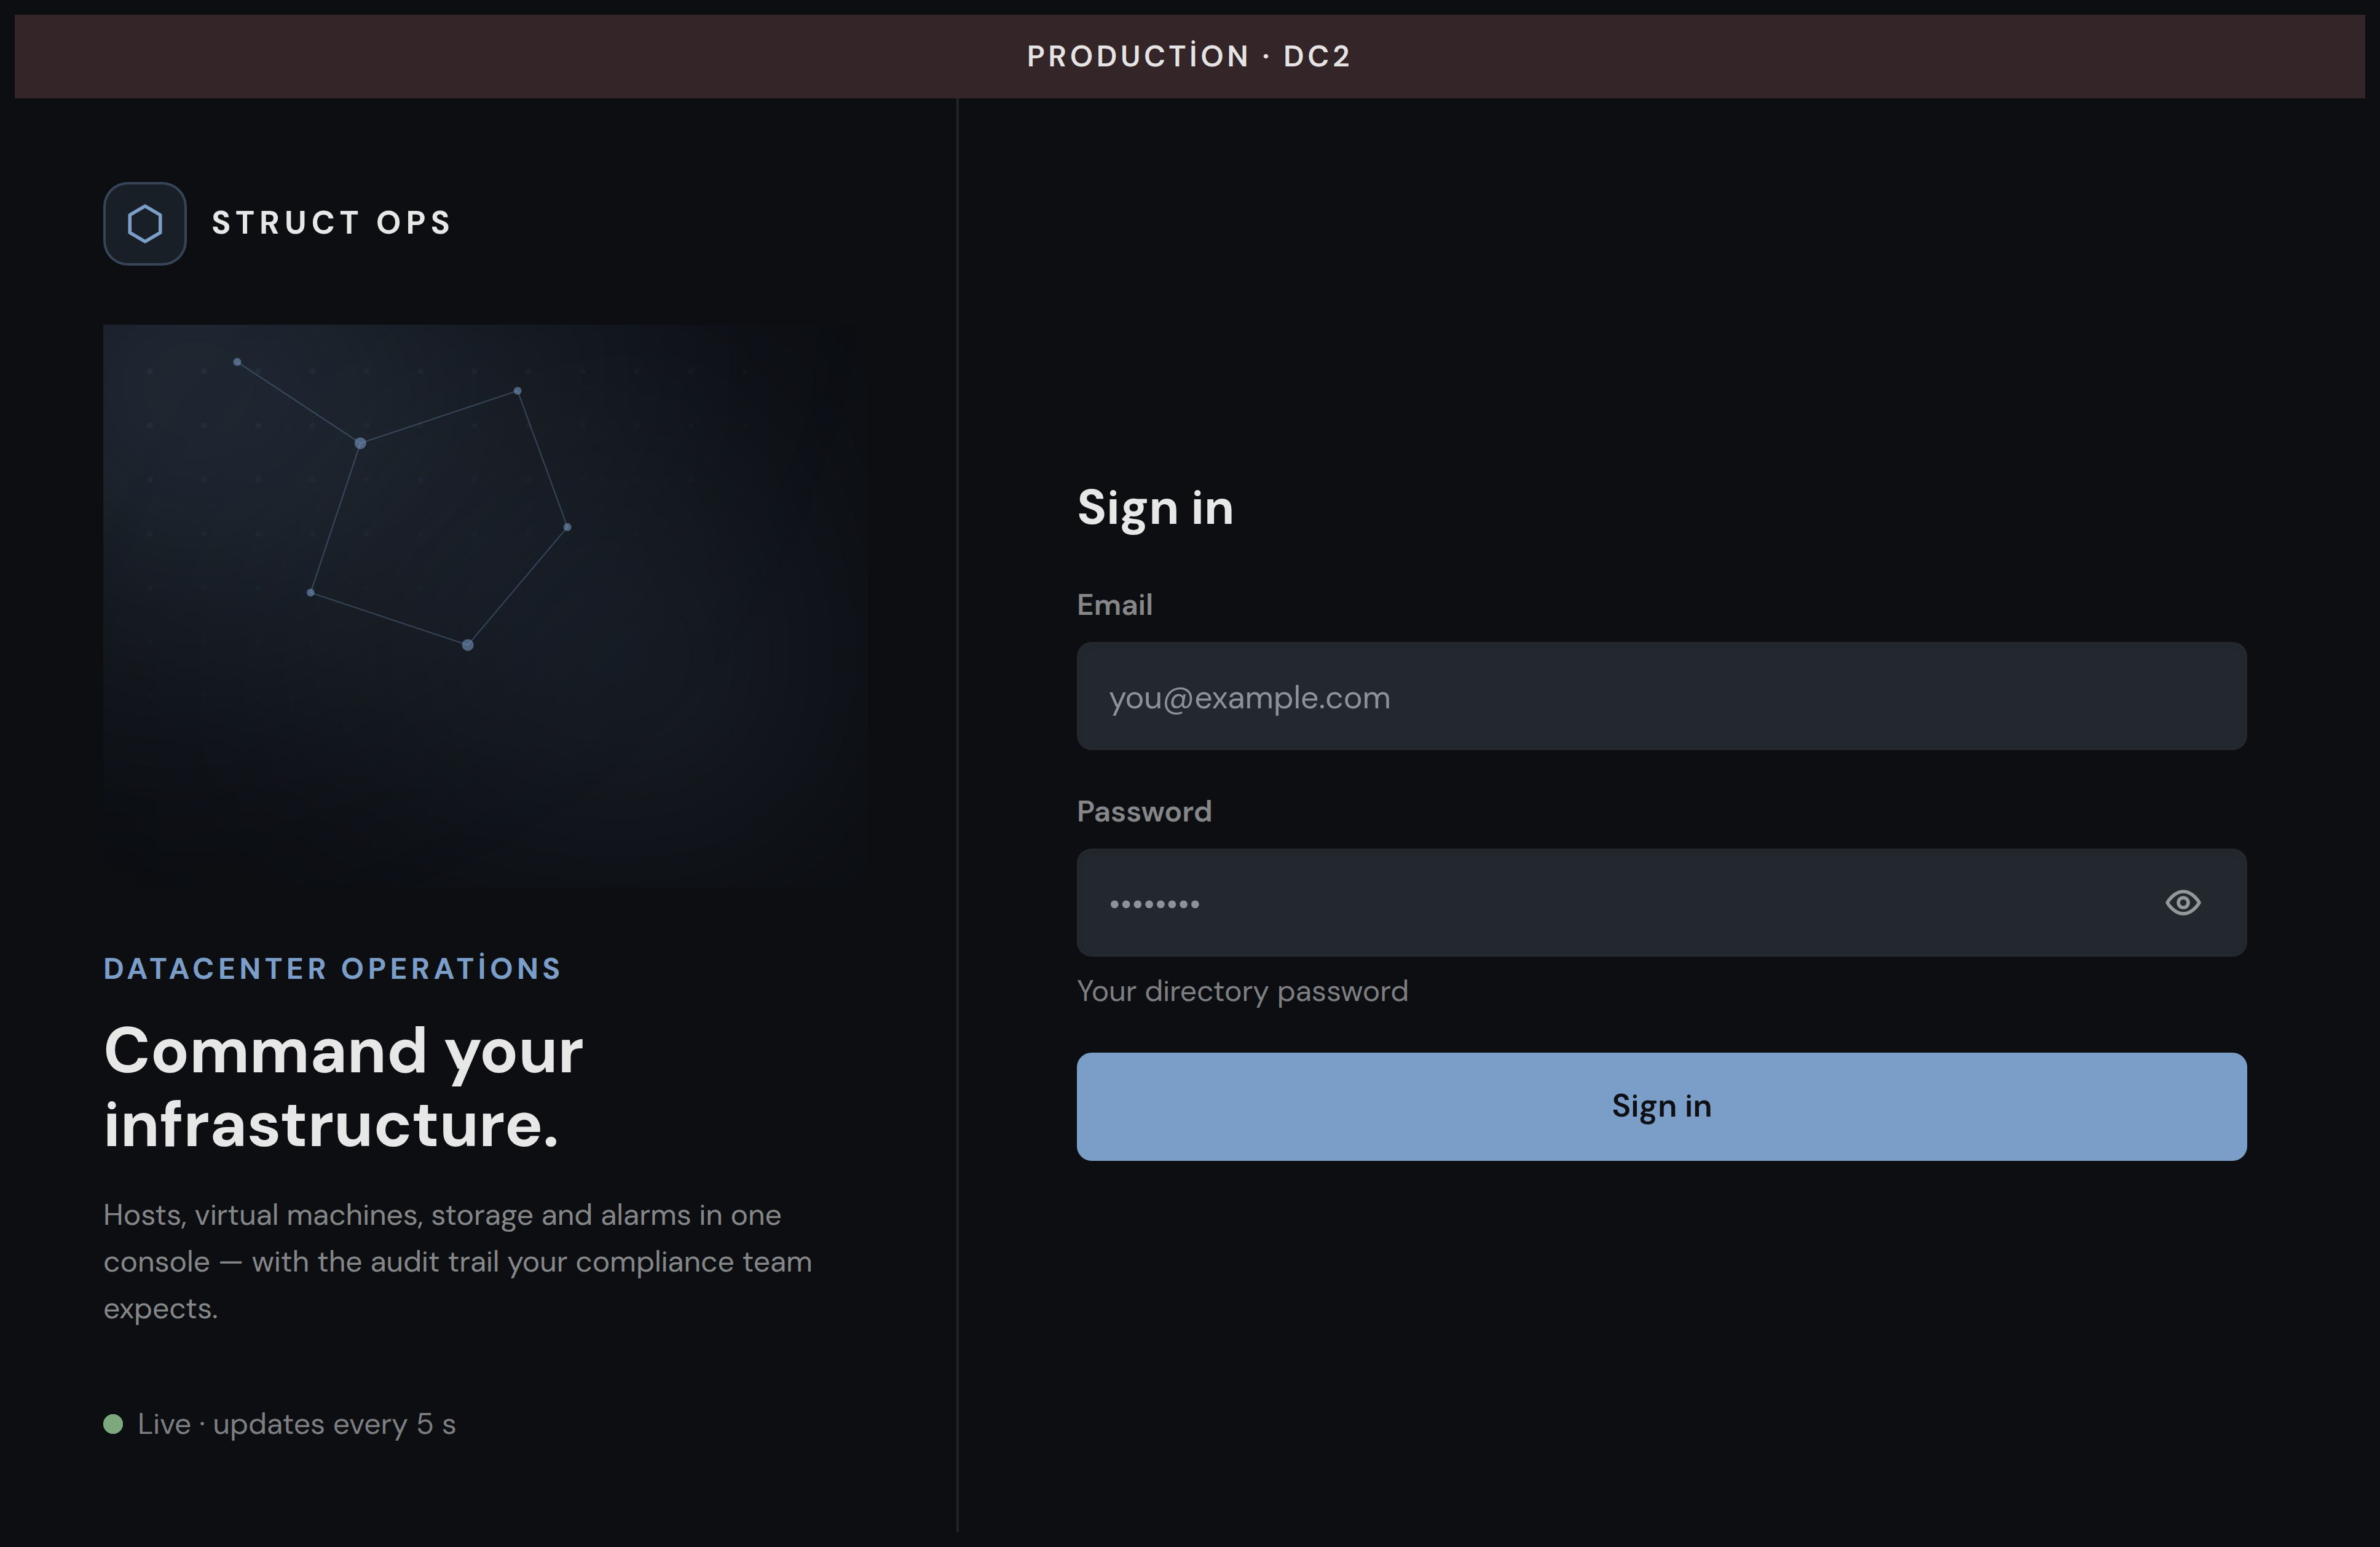 PRODUCTİON · DC2
STRUCT OPS
DATACENTER OPERATİONS
Command your
infrastructure.
Hosts, virtual machines, storage and alarms in one
console — with the audit trail your compliance team
expects.
Live · updates every 5 s
Sign in
Email
you@example.com
Password
••••••••
Your directory password
Sign in